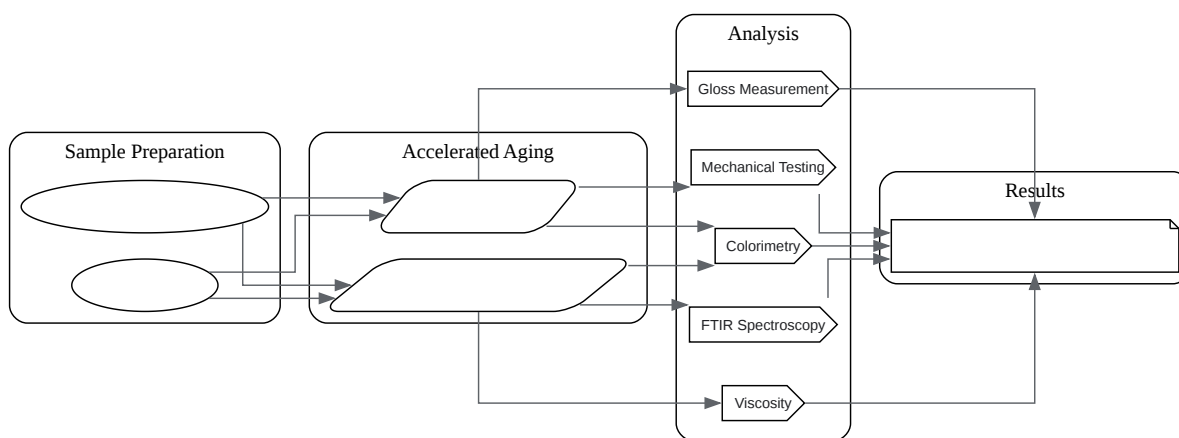 Sample Preparation
Accelerated Aging
Analysis
Gloss Measurement
Mechanical Testing
Colorimetry
FTIR Spectroscopy
Viscosity
Results